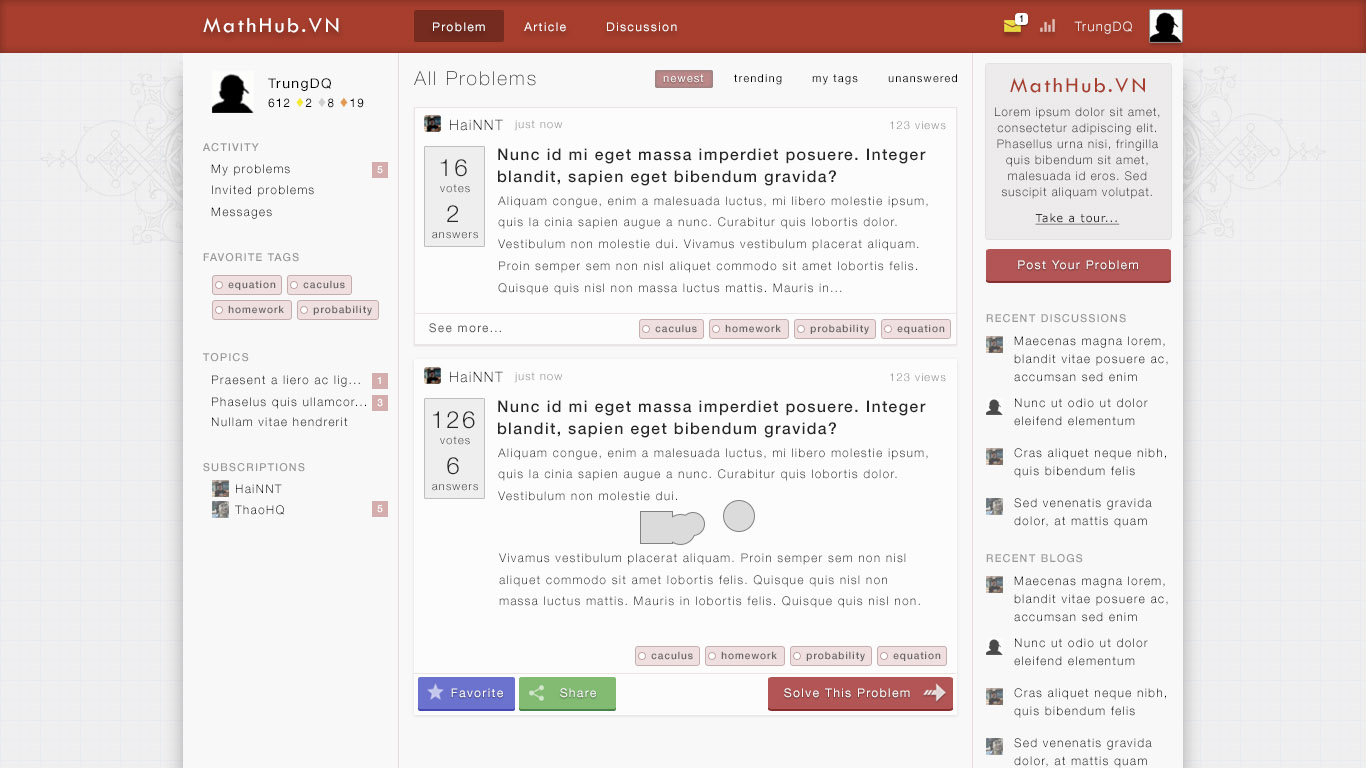 MathHub.VN
Problem
Article
Discussion
1
TrungDQ
TrungDQ
612 2 8 19
ACTIVITY
My problems 5
Invited problems
Messages
FAVORITE TAGS
equation
caculus
homework
probability
TOPICS
Praesent a liero ac lig... 1
Phaselus quis ullamcor... 3
Nullam vitae hendrerit
SUBSCRIPTIONS
HaiNNT
ThaoHQ 5
All Problems
newest
trending
my tags
unanswered
HaiNNT just now 123 views
16
votes
2
answers
Nunc id mi eget massa imperdiet posuere. Integer
blandit, sapien eget bibendum gravida?
Aliquam congue, enim a malesuada luctus, mi libero molestie ipsum,
quis la cinia sapien augue a nunc. Curabitur quis lobortis dolor.
Vestibulum non molestie dui. Vivamus vestibulum placerat aliquam.
Proin semper sem non nisl aliquet commodo sit amet lobortis felis.
Quisque quis nisl non massa luctus mattis. Mauris in...
See more...
caculus
homework
probability
equation
HaiNNT just now 123 views
126
votes
6
answers
Nunc id mi eget massa imperdiet posuere. Integer
blandit, sapien eget bibendum gravida?
Aliquam congue, enim a malesuada luctus, mi libero molestie ipsum,
quis la cinia sapien augue a nunc. Curabitur quis lobortis dolor.
Vestibulum non molestie dui.
Vivamus vestibulum placerat aliquam. Proin semper sem non nisl
aliquet commodo sit amet lobortis felis. Quisque quis nisl non
massa luctus mattis. Mauris in lobortis felis. Quisque quis nisl non.
caculus
homework
probability
equation
Favorite
Share
Solve This Problem
MathHub.VN
Lorem ipsum dolor sit amet,
consectetur adipiscing elit.
Phasellus urna nisi, fringilla
quis bibendum sit amet,
malesuada id eros. Sed
suscipit aliquam volutpat.
Take a tour...
Post Your Problem
RECENT DISCUSSIONS
Maecenas magna lorem,
blandit vitae posuere ac,
accumsan sed enim
Nunc ut odio ut dolor
eleifend elementum
Cras aliquet neque nibh,
quis bibendum felis
Sed venenatis gravida
dolor, at mattis quam
RECENT BLOGS
Maecenas magna lorem,
blandit vitae posuere ac,
accumsan sed enim
Nunc ut odio ut dolor
eleifend elementum
Cras aliquet neque nibh,
quis bibendum felis
Sed venenatis gravida
dolor, at mattis quam